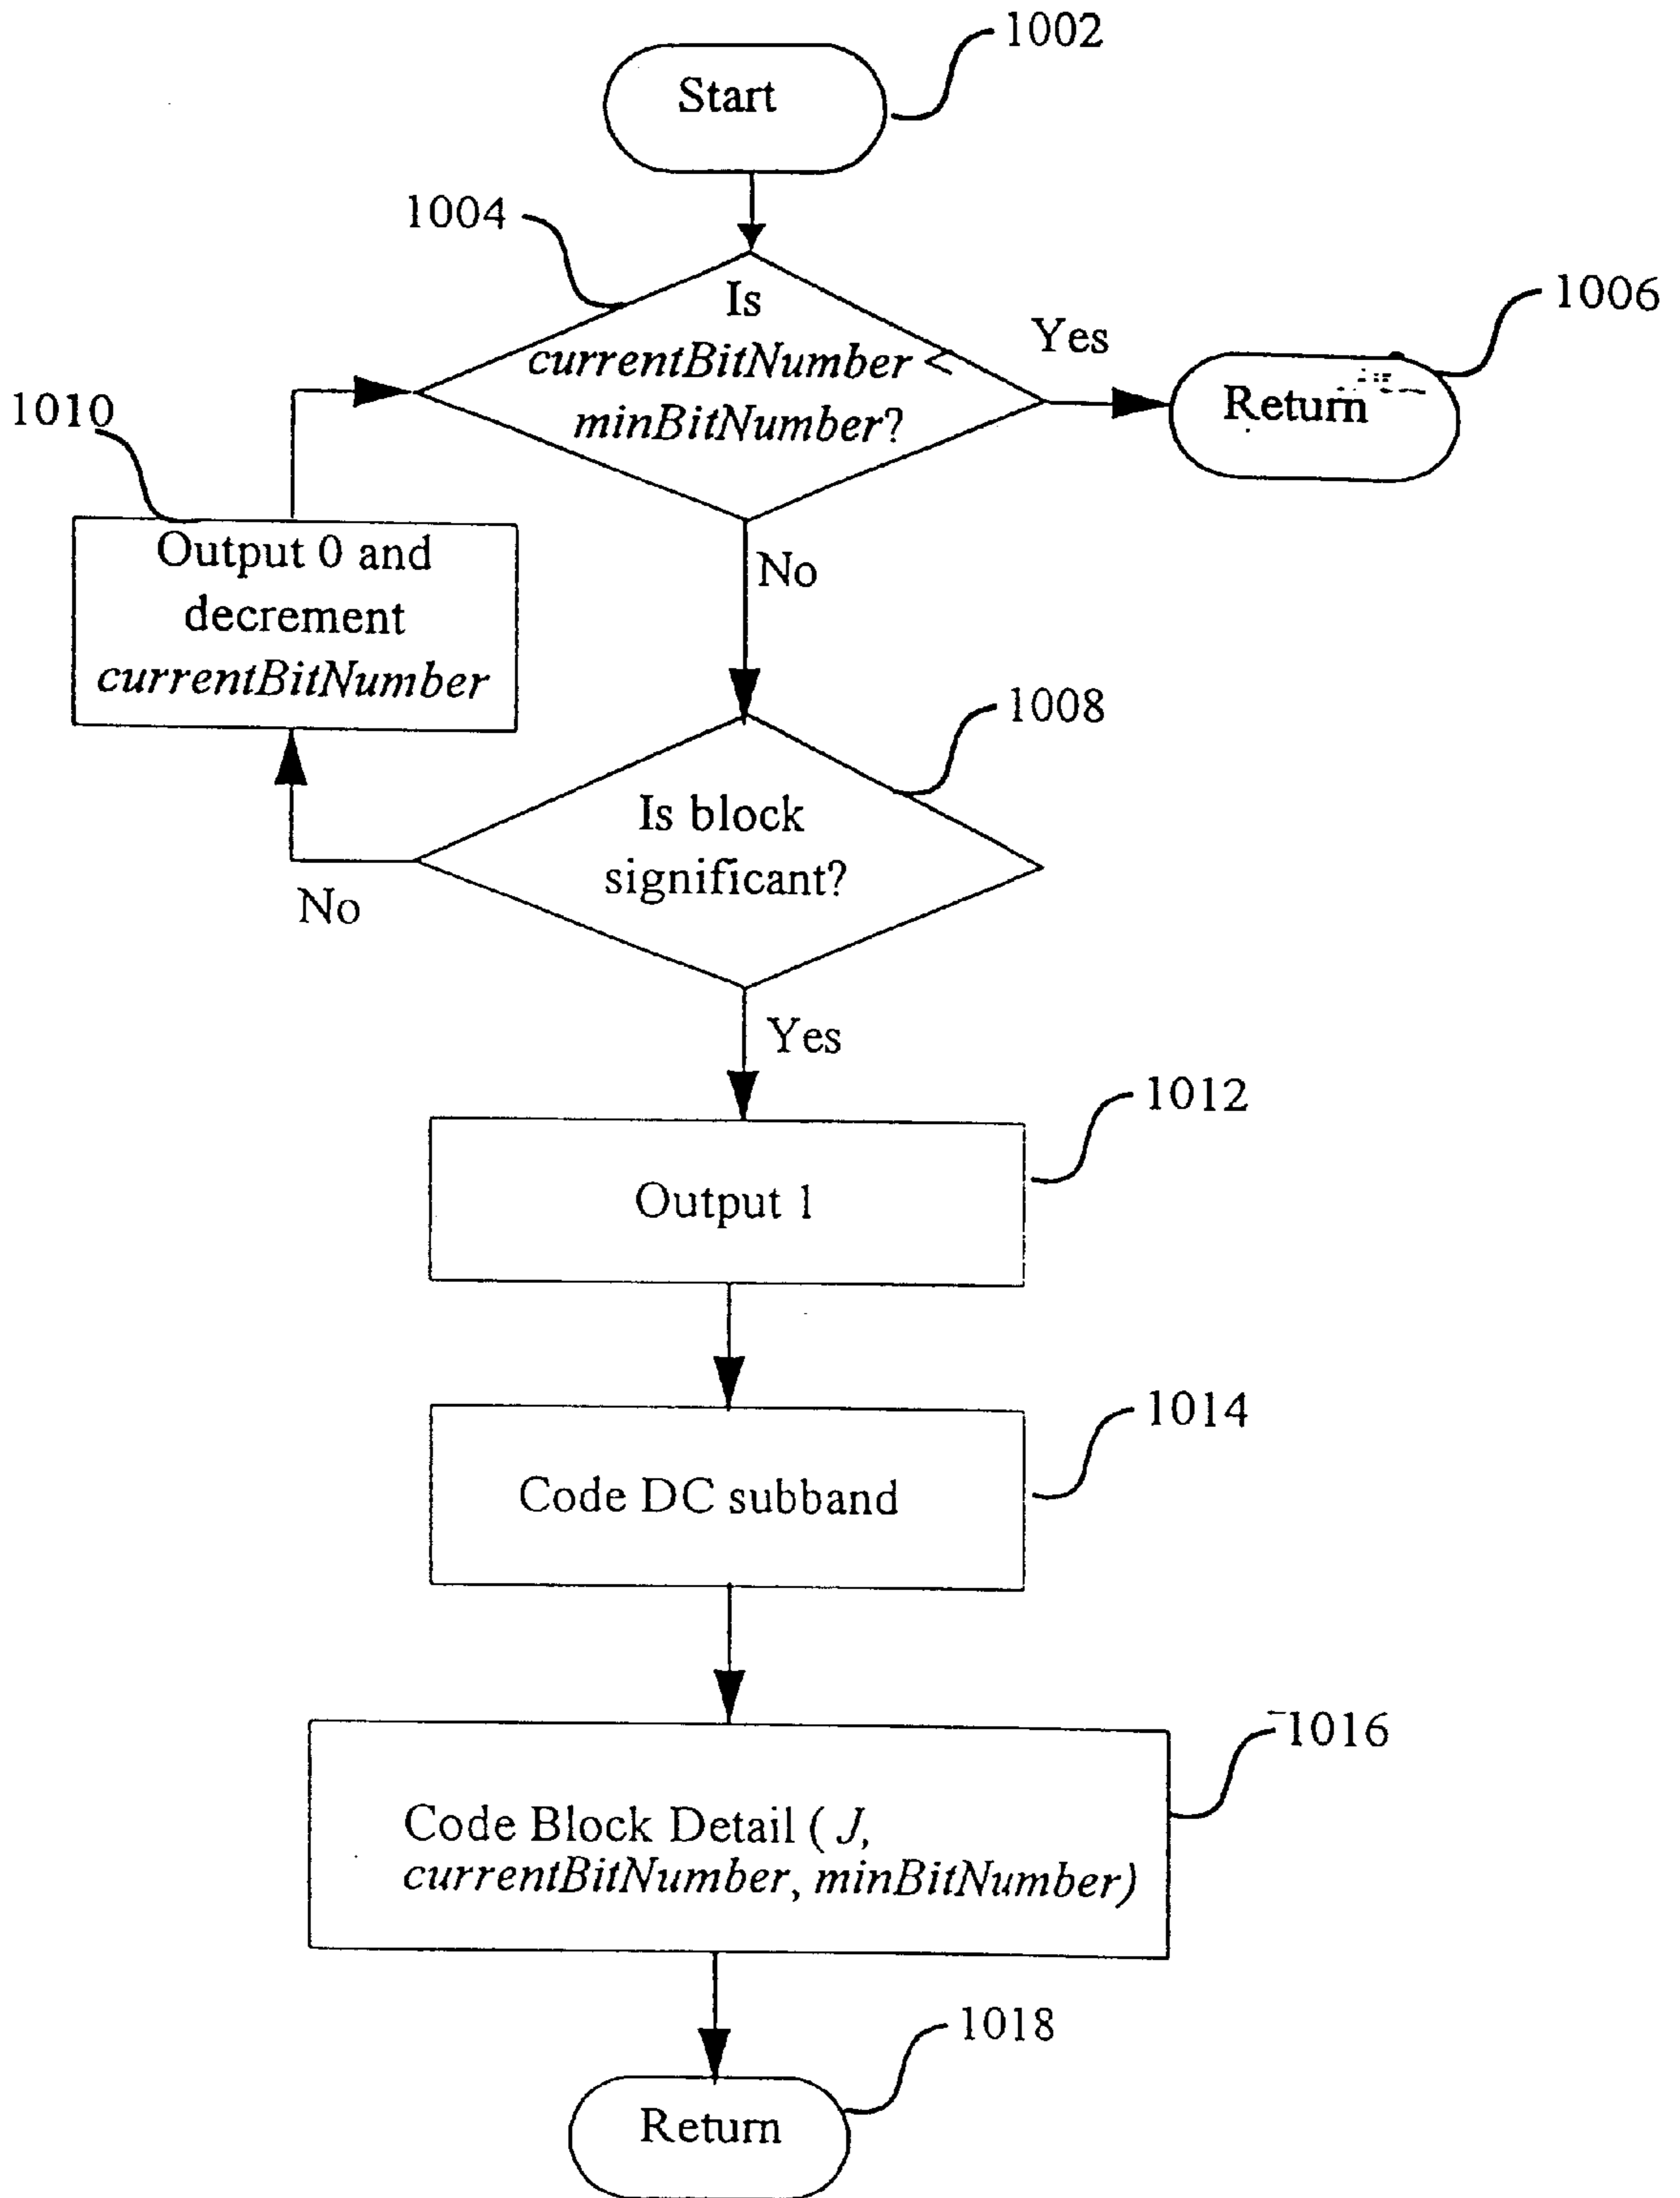 1002
Start
1004
Is
currentBitNumber <
minBitNumber?
Yes
1006
Return
1010
Output 0 and
decrement
currentBitNumber
No
1008
Is block
significant?
No
Yes
1012
Output 1
1014
Code DC subband
1016
Code Block Detail ( J,
currentBitNumber, minBitNumber)
1018
Return